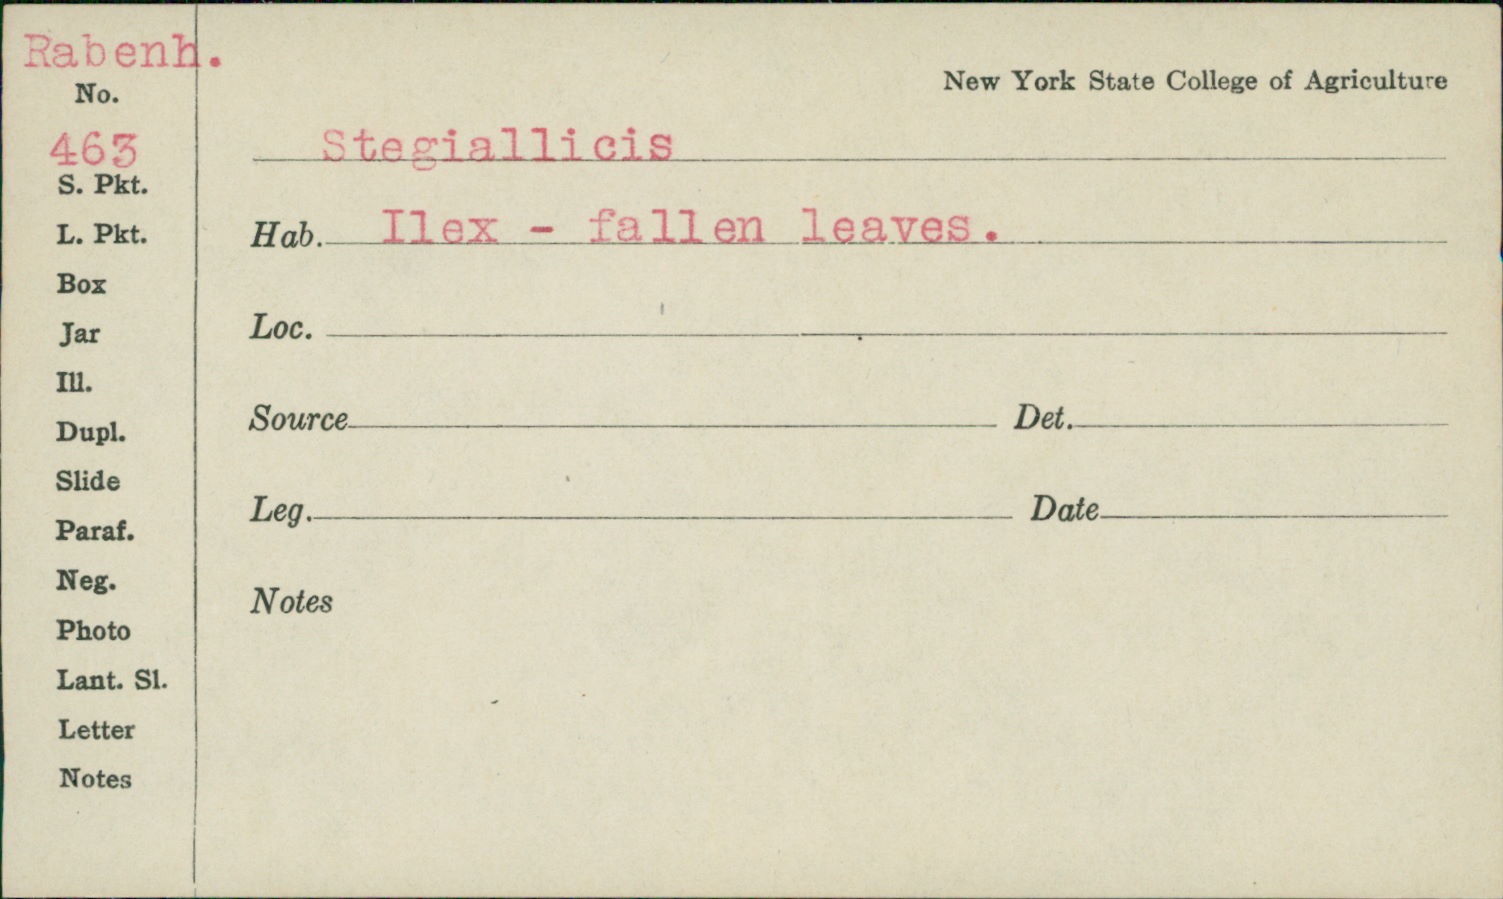 Rabenh.
No.
463
S. Pkt.
L. Pkt.
Box
Jar
Ill.
Dupl.
Slide
Paraf.
Neg.
Photo
Lant. Sl.
Letter
Notes
New York State College of Agriculture
Stegiallicis
Hab. Ilex - fallen leaves.
Loc.
Source Det.
Leg. Date
Notes